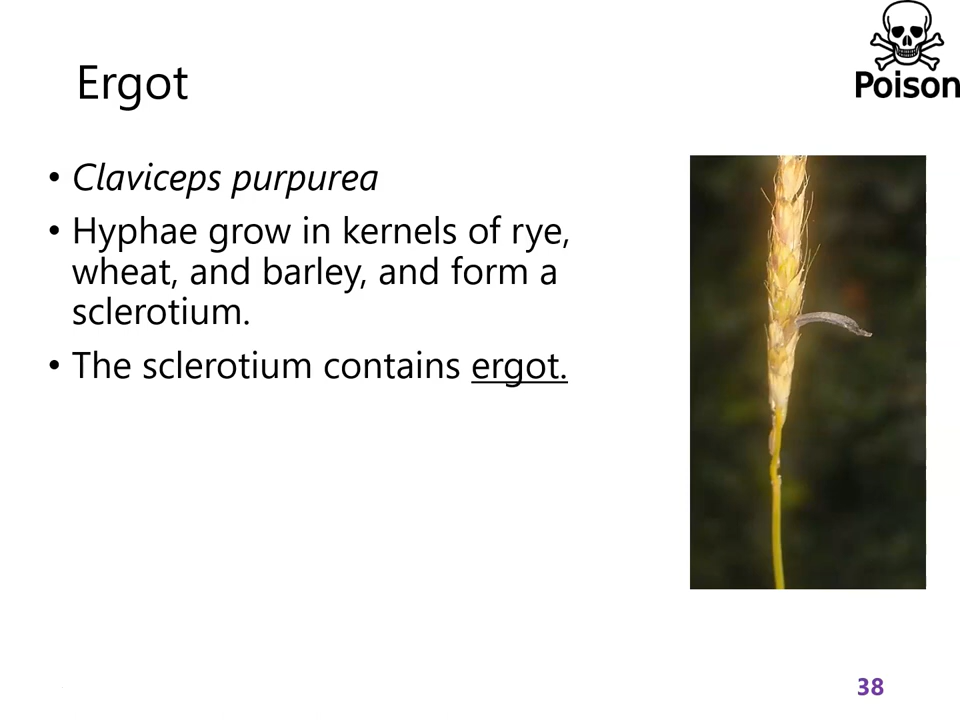 Poison
Ergot
• Claviceps purpurea
• Hyphae grow in kernels of rye,
wheat, and barley, and form a
sclerotium.
• The sclerotium contains ergot.
38